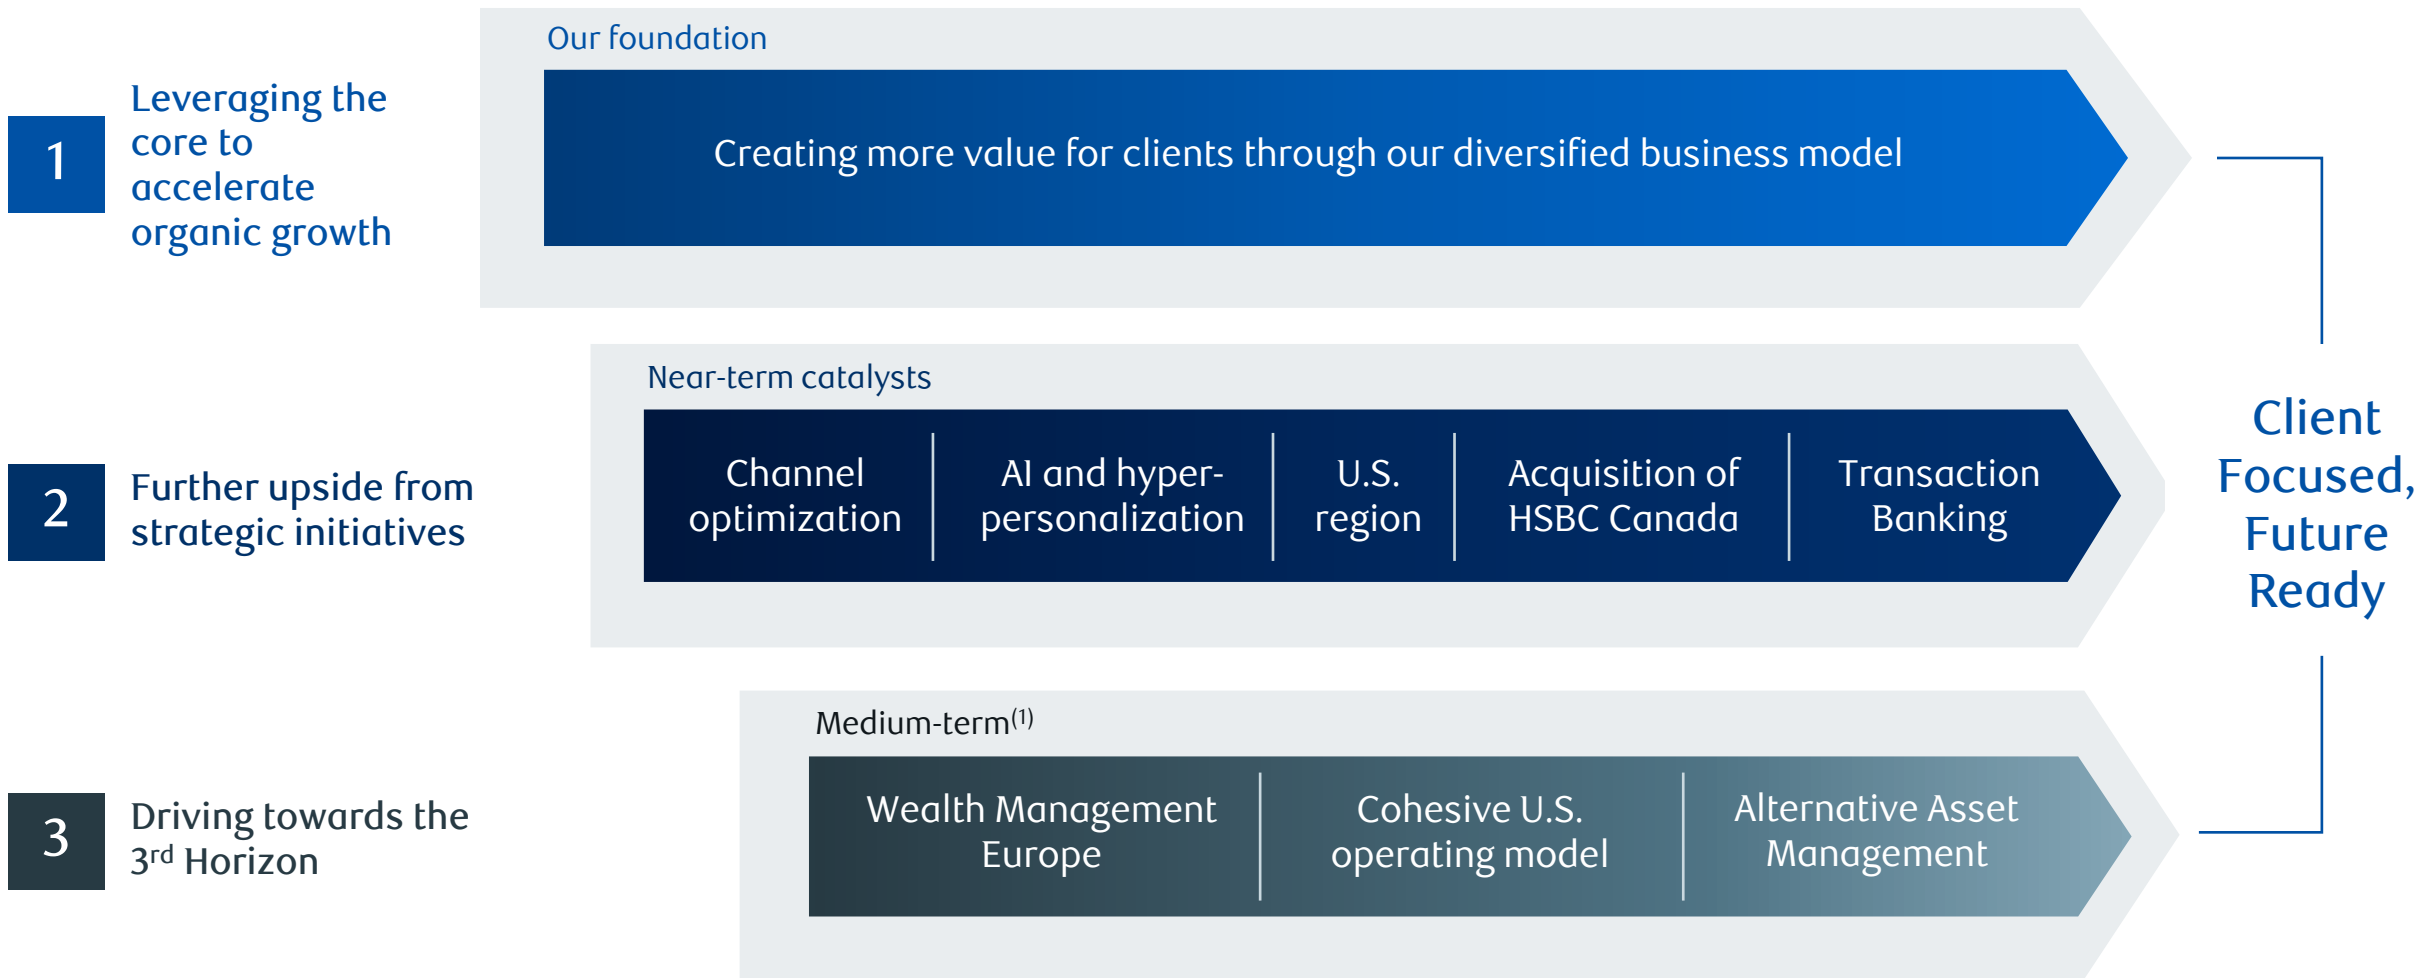 Our foundation
1
Leveraging the
core to
accelerate
organic growth
Creating more value for clients through our diversified business model
Near-term catalysts
2
Further upside from
strategic initiatives
Channel
optimization
AI and hyper-
personalization
U.S.
region
Acquisition of
HSBC Canada
Transaction
Banking
Medium-term(1)
3
Driving towards the
3rd Horizon
Wealth Management
Europe
Cohesive U.S.
operating model
Alternative Asset
Management
Client
Focused,
Future
Ready